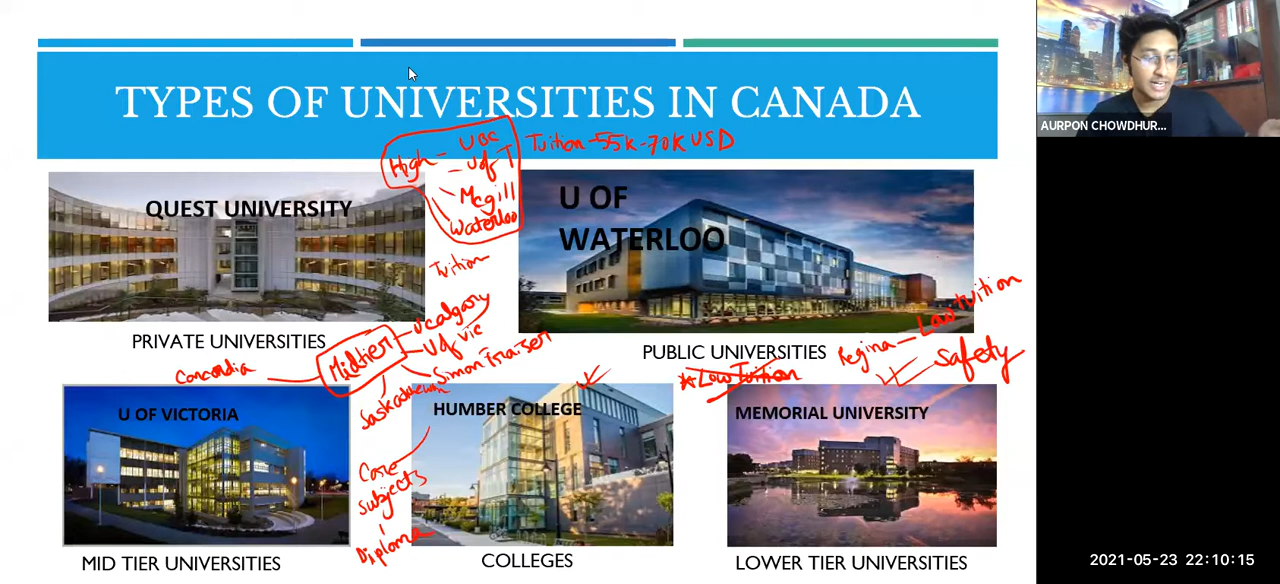 AURPON CHOWDHUR...
TYPES OF UNIVERSITIES IN CANADA
High - UBC
- U of T
Mcgill
Waterloo
Tuition - 55K - 70K USD
QUEST UNIVERSITY
U OF
WATERLOO
Tuition
PRIVATE UNIVERSITIES
PUBLIC UNIVERSITIES
Midtier
Ucalgary
U of Vic
Simon Fraiser
Saskatchewan
Concordia
* Low Tuition
Regina - Low tuition
Safety
U OF VICTORIA
HUMBER COLLEGE
MEMORIAL UNIVERSITY
Core
subjects
Diploma
MID TIER UNIVERSITIES
COLLEGES
LOWER TIER UNIVERSITIES
2021-05-23 22:10:15